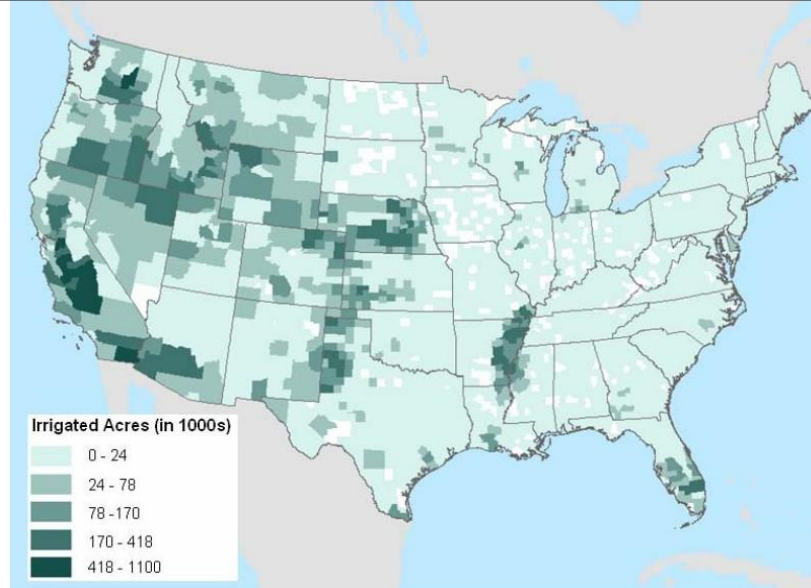 Irrigated Acres (in 1000s)
0 - 24
24 - 78
78 -170
170 - 418
418 - 1100